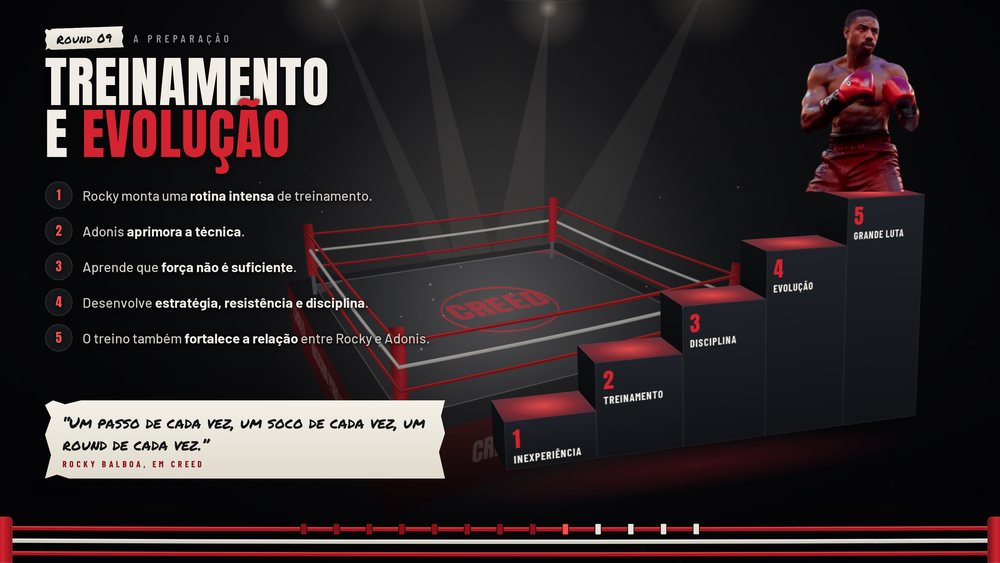 Round 09 A PREPARAÇÃO
TREINAMENTO
E EVOLUÇÃO
1 Rocky monta uma rotina intensa de treinamento.
2 Adonis aprimora a técnica.
3 Aprende que força não é suficiente.
4 Desenvolve estratégia, resistência e disciplina.
5 O treino também fortalece a relação entre Rocky e Adonis.
"UM PASSO DE CADA VEZ, UM SOCO DE CADA VEZ, UM
ROUND DE CADA VEZ."
ROCKY BALBOA, EM CREED
CREED
1
INEXPERIÊNCIA
2
TREINAMENTO
3
DISCIPLINA
4
EVOLUÇÃO
5
GRANDE LUTA